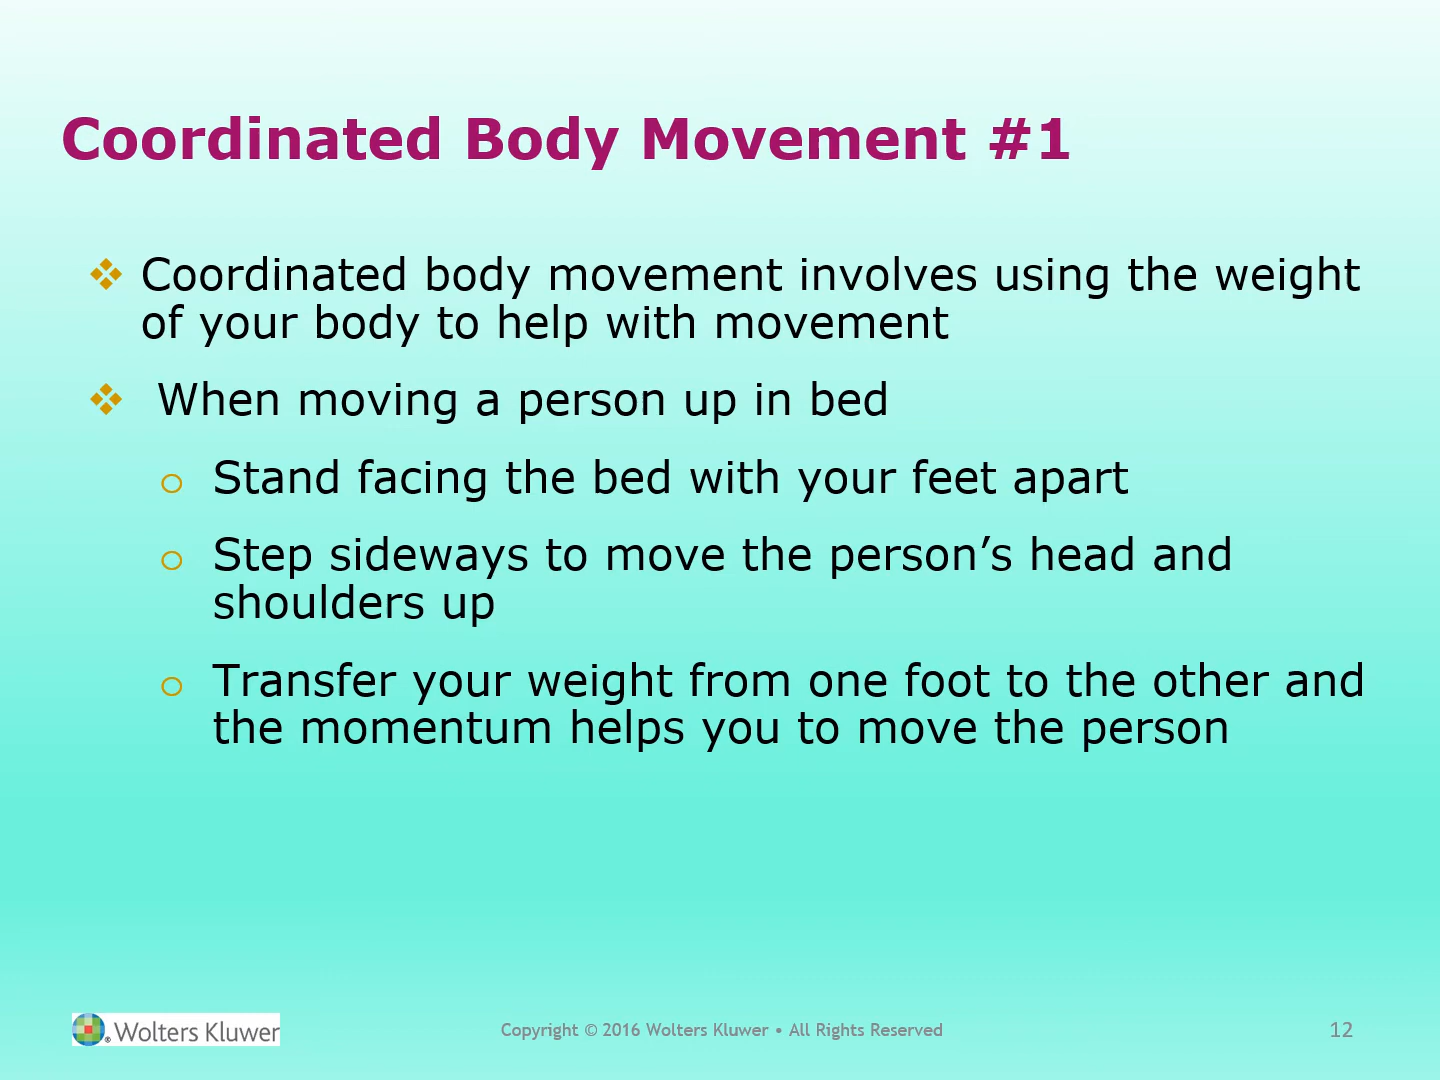 Coordinated Body Movement #1
❖ Coordinated body movement involves using the weight
of your body to help with movement
❖ When moving a person up in bed
o Stand facing the bed with your feet apart
o Step sideways to move the person’s head and
shoulders up
o Transfer your weight from one foot to the other and
the momentum helps you to move the person
® Wolters Kluwer
Copyright © 2016 Wolters Kluwer • All Rights Reserved
12